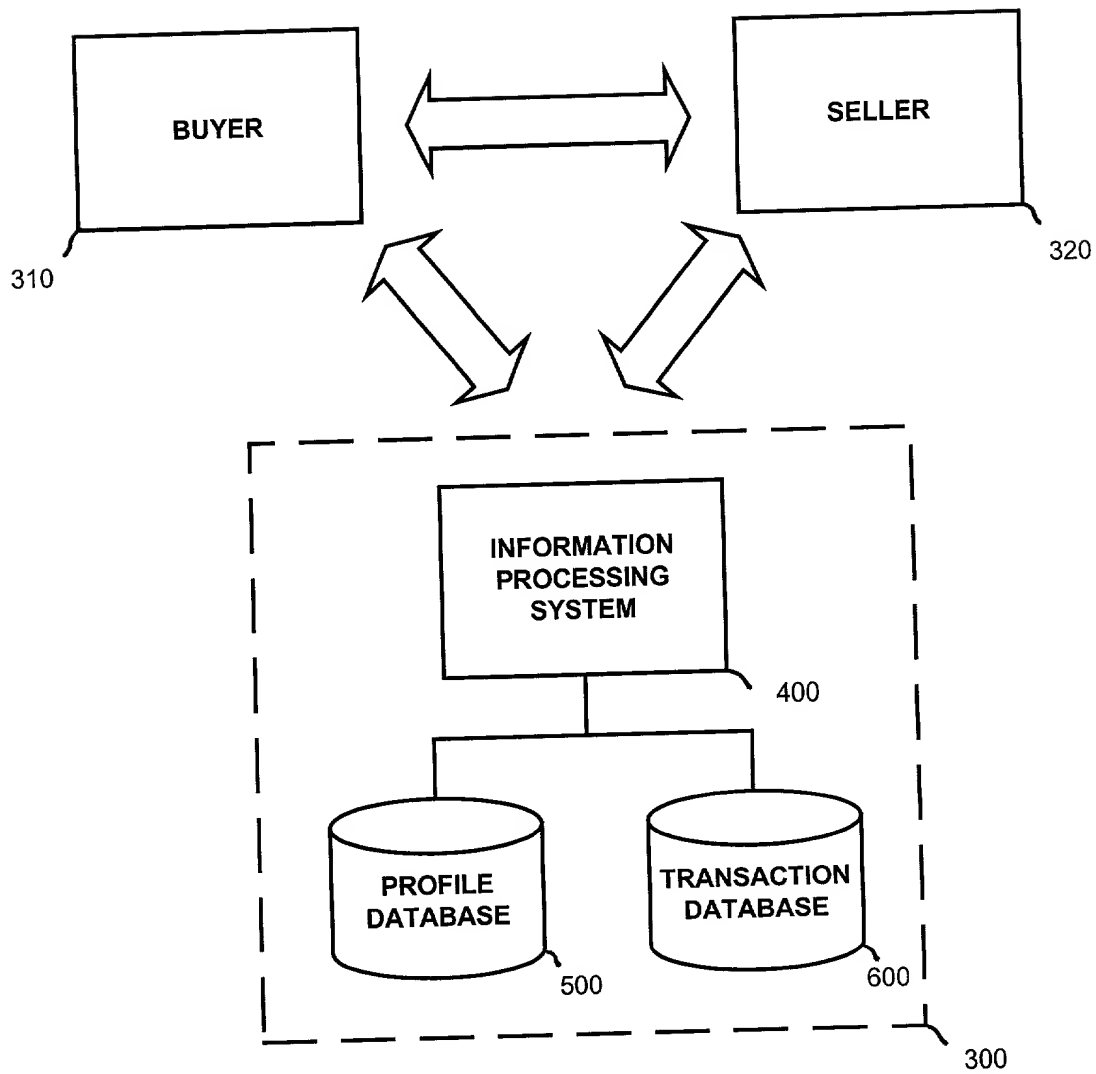 BUYER
SELLER
310
320
INFORMATION
PROCESSING
SYSTEM
400
PROFILE
DATABASE
TRANSACTION
DATABASE
500
600
300